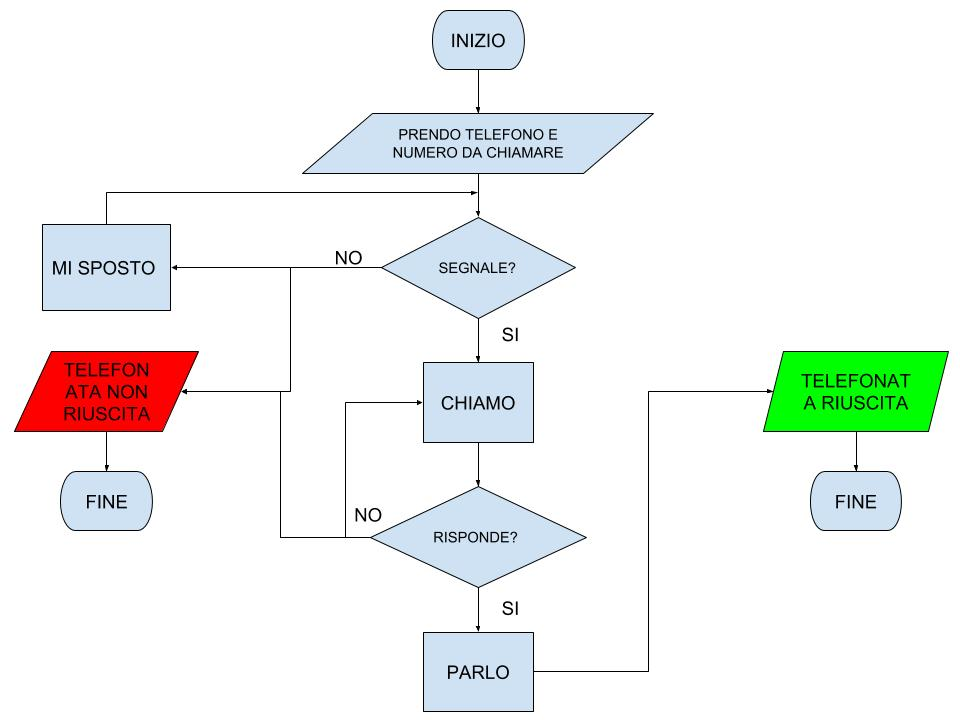 INIZIO
PRENDO TELEFONO E
NUMERO DA CHIAMARE
SEGNALE?
NO
MI SPOSTO
SI
TELEFON
ATA NON
RIUSCITA
CHIAMO
TELEFONAT
A RIUSCITA
FINE
FINE
NO
RISPONDE?
SI
PARLO